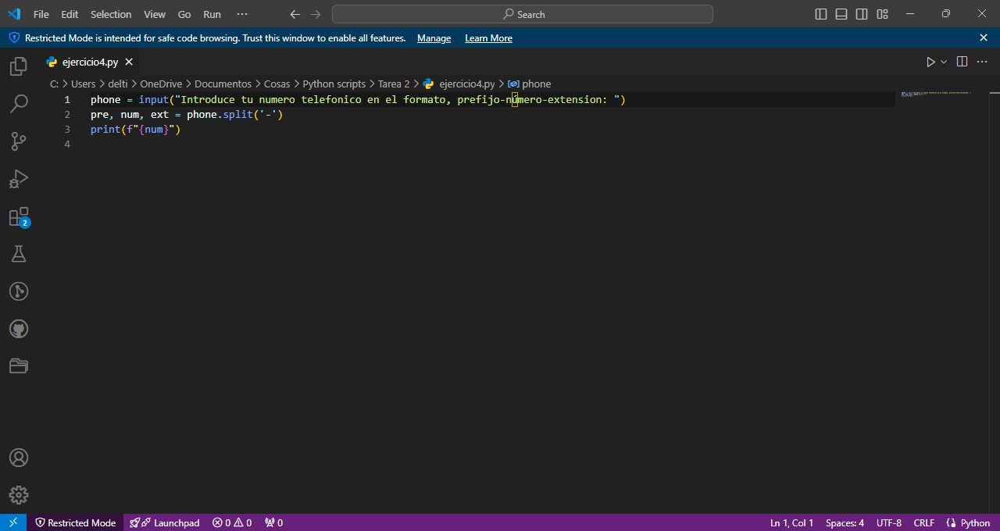 File Edit Selection View Go Run ··· Search
Restricted Mode is intended for safe code browsing. Trust this window to enable all features. Manage Learn More
ejercicio4.py
C: > Users > delti > OneDrive > Documentos > Cosas > Python scripts > Tarea 2 > ejercicio4.py > phone
1 phone = input("Introduce tu numero telefonico en el formato, prefijo-número-extension: ")
2 pre, num, ext = phone.split('-')
3 print(f"{num}")
4
2
Restricted Mode Launchpad 0 0 0 Ln 1, Col 1 Spaces: 4 UTF-8 CRLF Python